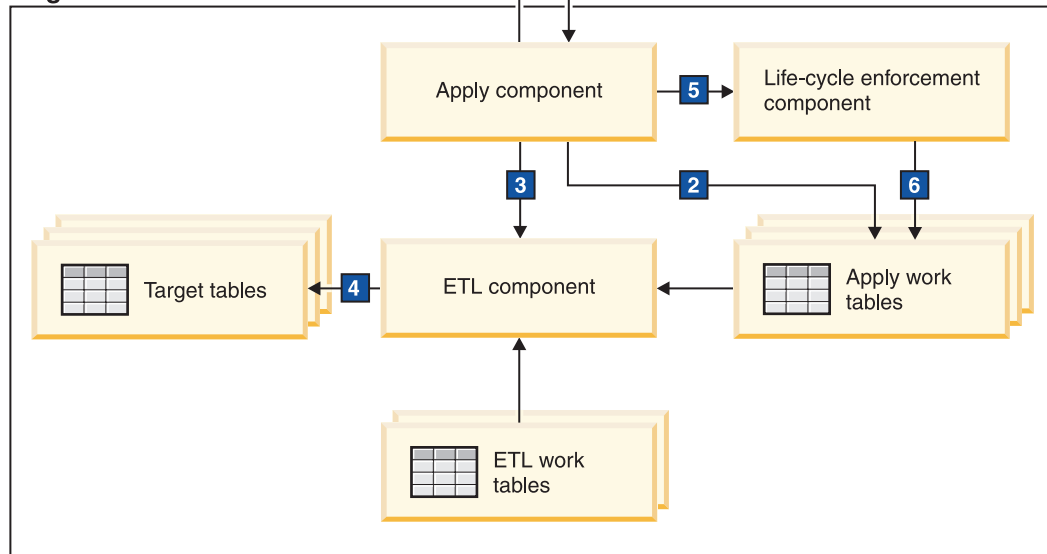 Apply component
5
Life-cycle enforcement
component
3
2
6
Target tables
4
ETL component
Apply work
tables
ETL work
tables